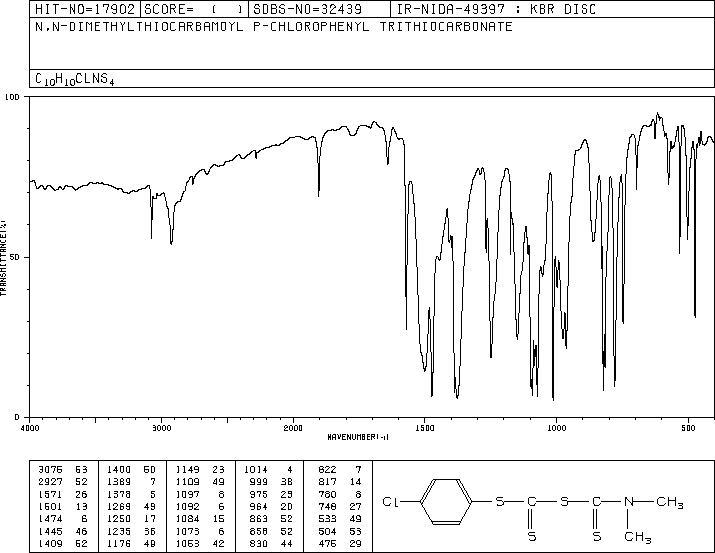 HIT-NO=17902 SCORE= ( ) SDBS-NO=32439 IR-NIDA-49397 : KBR DISC
N,N-DIMETHYLTHIOCARBAMOYL P-CHLOROPHENYL TRITHIOCARBONATE
C10H10CLNS4
100
50
0
TRANSMITTANCE(%)
4000 3000 2000 1500 1000 500
WAVENUMBER(-1)
3076 53 1400 50 1149 23 1014 4 822 7
2927 52 1389 7 1109 49 999 38 817 14
1571 26 1378 5 1097 8 975 23 780 8
1501 13 1269 49 1092 6 964 20 748 27
1474 6 1250 17 1084 15 863 52 533 49
1445 46 1235 36 1073 6 858 52 504 53
1409 52 1176 49 1053 42 830 44 475 29
Cl S C S C N CH3
S S CH3